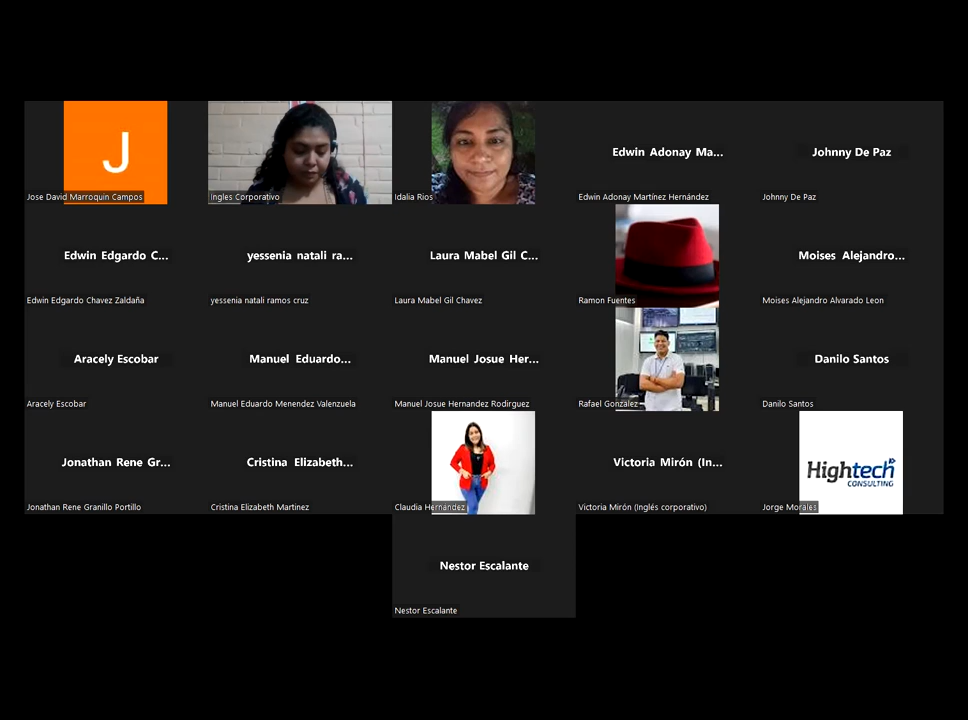 J
Jose David Marroquin Campos
Ingles Corporativo
Idalia Rios
Edwin Adonay Ma...
Edwin Adonay Martínez Hernández
Johnny De Paz
Johnny De Paz
Edwin Edgardo C...
Edwin Edgardo Chavez Zaldaña
yessenia natali ra...
yessenia natali ramos cruz
Laura Mabel Gil C...
Laura Mabel Gil Chavez
Ramon Fuentes
Moises Alejandro...
Moises Alejandro Alvarado Leon
Aracely Escobar
Aracely Escobar
Manuel Eduardo...
Manuel Eduardo Menendez Valenzuela
Manuel Josue Her...
Manuel Josue Hernandez Rodirguez
Rafael Gonzalez
Danilo Santos
Danilo Santos
Jonathan Rene Gr...
Jonathan Rene Granillo Portillo
Cristina Elizabeth...
Cristina Elizabeth Martinez
Claudia Hernández
Victoria Mirón (In...
Victoria Mirón (Inglés corporativo)
Hightech
CONSULTING
Jorge Morales
Nestor Escalante
Nestor Escalante